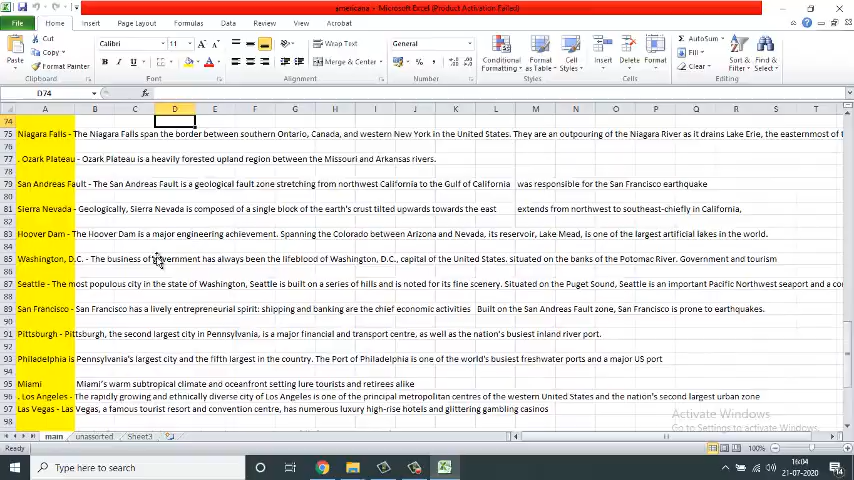 americana - Microsoft Excel (Product Activation Failed)
File Home Insert Page Layout Formulas Data Review View Acrobat
Cut
Copy
Format Painter
Paste
Clipboard
Calibri 11
B I U
Font
Wrap Text
Merge & Center
Alignment
General
Number
Conditional Formatting
Format as Table
Cell Styles
Styles
Insert Delete Format
Cells
AutoSum
Fill
Clear
Sort & Filter
Find & Select
Editing
D74 fx
A B C D E F G H I J K L M N O P Q R S T
74
75 Niagara Falls - The Niagara Falls span the border between southern Ontario, Canada, and western New York in the United States. They are an outpouring of the Niagara River as it drains Lake Erie, the easternmost of t
76
77 . Ozark Plateau - Ozark Plateau is a heavily forested upland region between the Missouri and Arkansas rivers.
78
79 San Andreas Fault - The San Andreas Fault is a geological fault zone stretching from northwest California to the Gulf of California was responsible for the San Francisco earthquake
80
81 Sierra Nevada - Geologically, Sierra Nevada is composed of a single block of the earth's crust tilted upward towards the east extends from northwest to southeast-chiefly in California,
82
83 Hoover Dam - The Hoover Dam is a major engineering achievement. Spanning the Colorado between Arizona and Nevada, its reservoir, Lake Mead, is one of the largest artificial lakes in the world.
84
85 Washington, D.C. - The business of government has always been the lifeblood of Washington, D.C., capital of the United States. situated on the banks of the Potomac River. Government and tourism
86
87 Seattle - The most populous city in the state of Washington, Seattle is built on a series of hills and is noted for its fine scenery. Situated on the Puget Sound, Seattle is an important Pacific Northwest seaport and a co
88
89 San Francisco - San Francisco has a lively entrepreneurial spirit: shipping and banking are the chief economic activities Built on the San Andreas Fault zone, San Francisco is prone to earthquakes.
90
91 Pittsburgh - Pittsburgh, the second largest city in Pennsylvania, is a major financial and transport centre, as well as the nation's busiest inland river port.
92
93 Philadelphia is Pennsylvania's largest city and the fifth largest in the country. The Port of Philadelphia is one of the world's busiest freshwater ports and a major US port
94
95 Miami Miami's warm subtropical climate and oceanfront setting lure tourists and retirees alike
96 . Los Angeles - The rapidly growing and ethnically diverse city of Los Angeles is one of the principal metropolitan centres of the western United States and the nation's second largest urban zone
97 Las Vegas - Las Vegas, a famous tourist resort and convention centre, has numerous luxury high-rise hotels and glittering gambling casinos
98
Activate Windows
Go to Settings to activate Windows.
main unassorted Sheet3
Ready 100%
Type here to search
16:04
21-07-2020
14